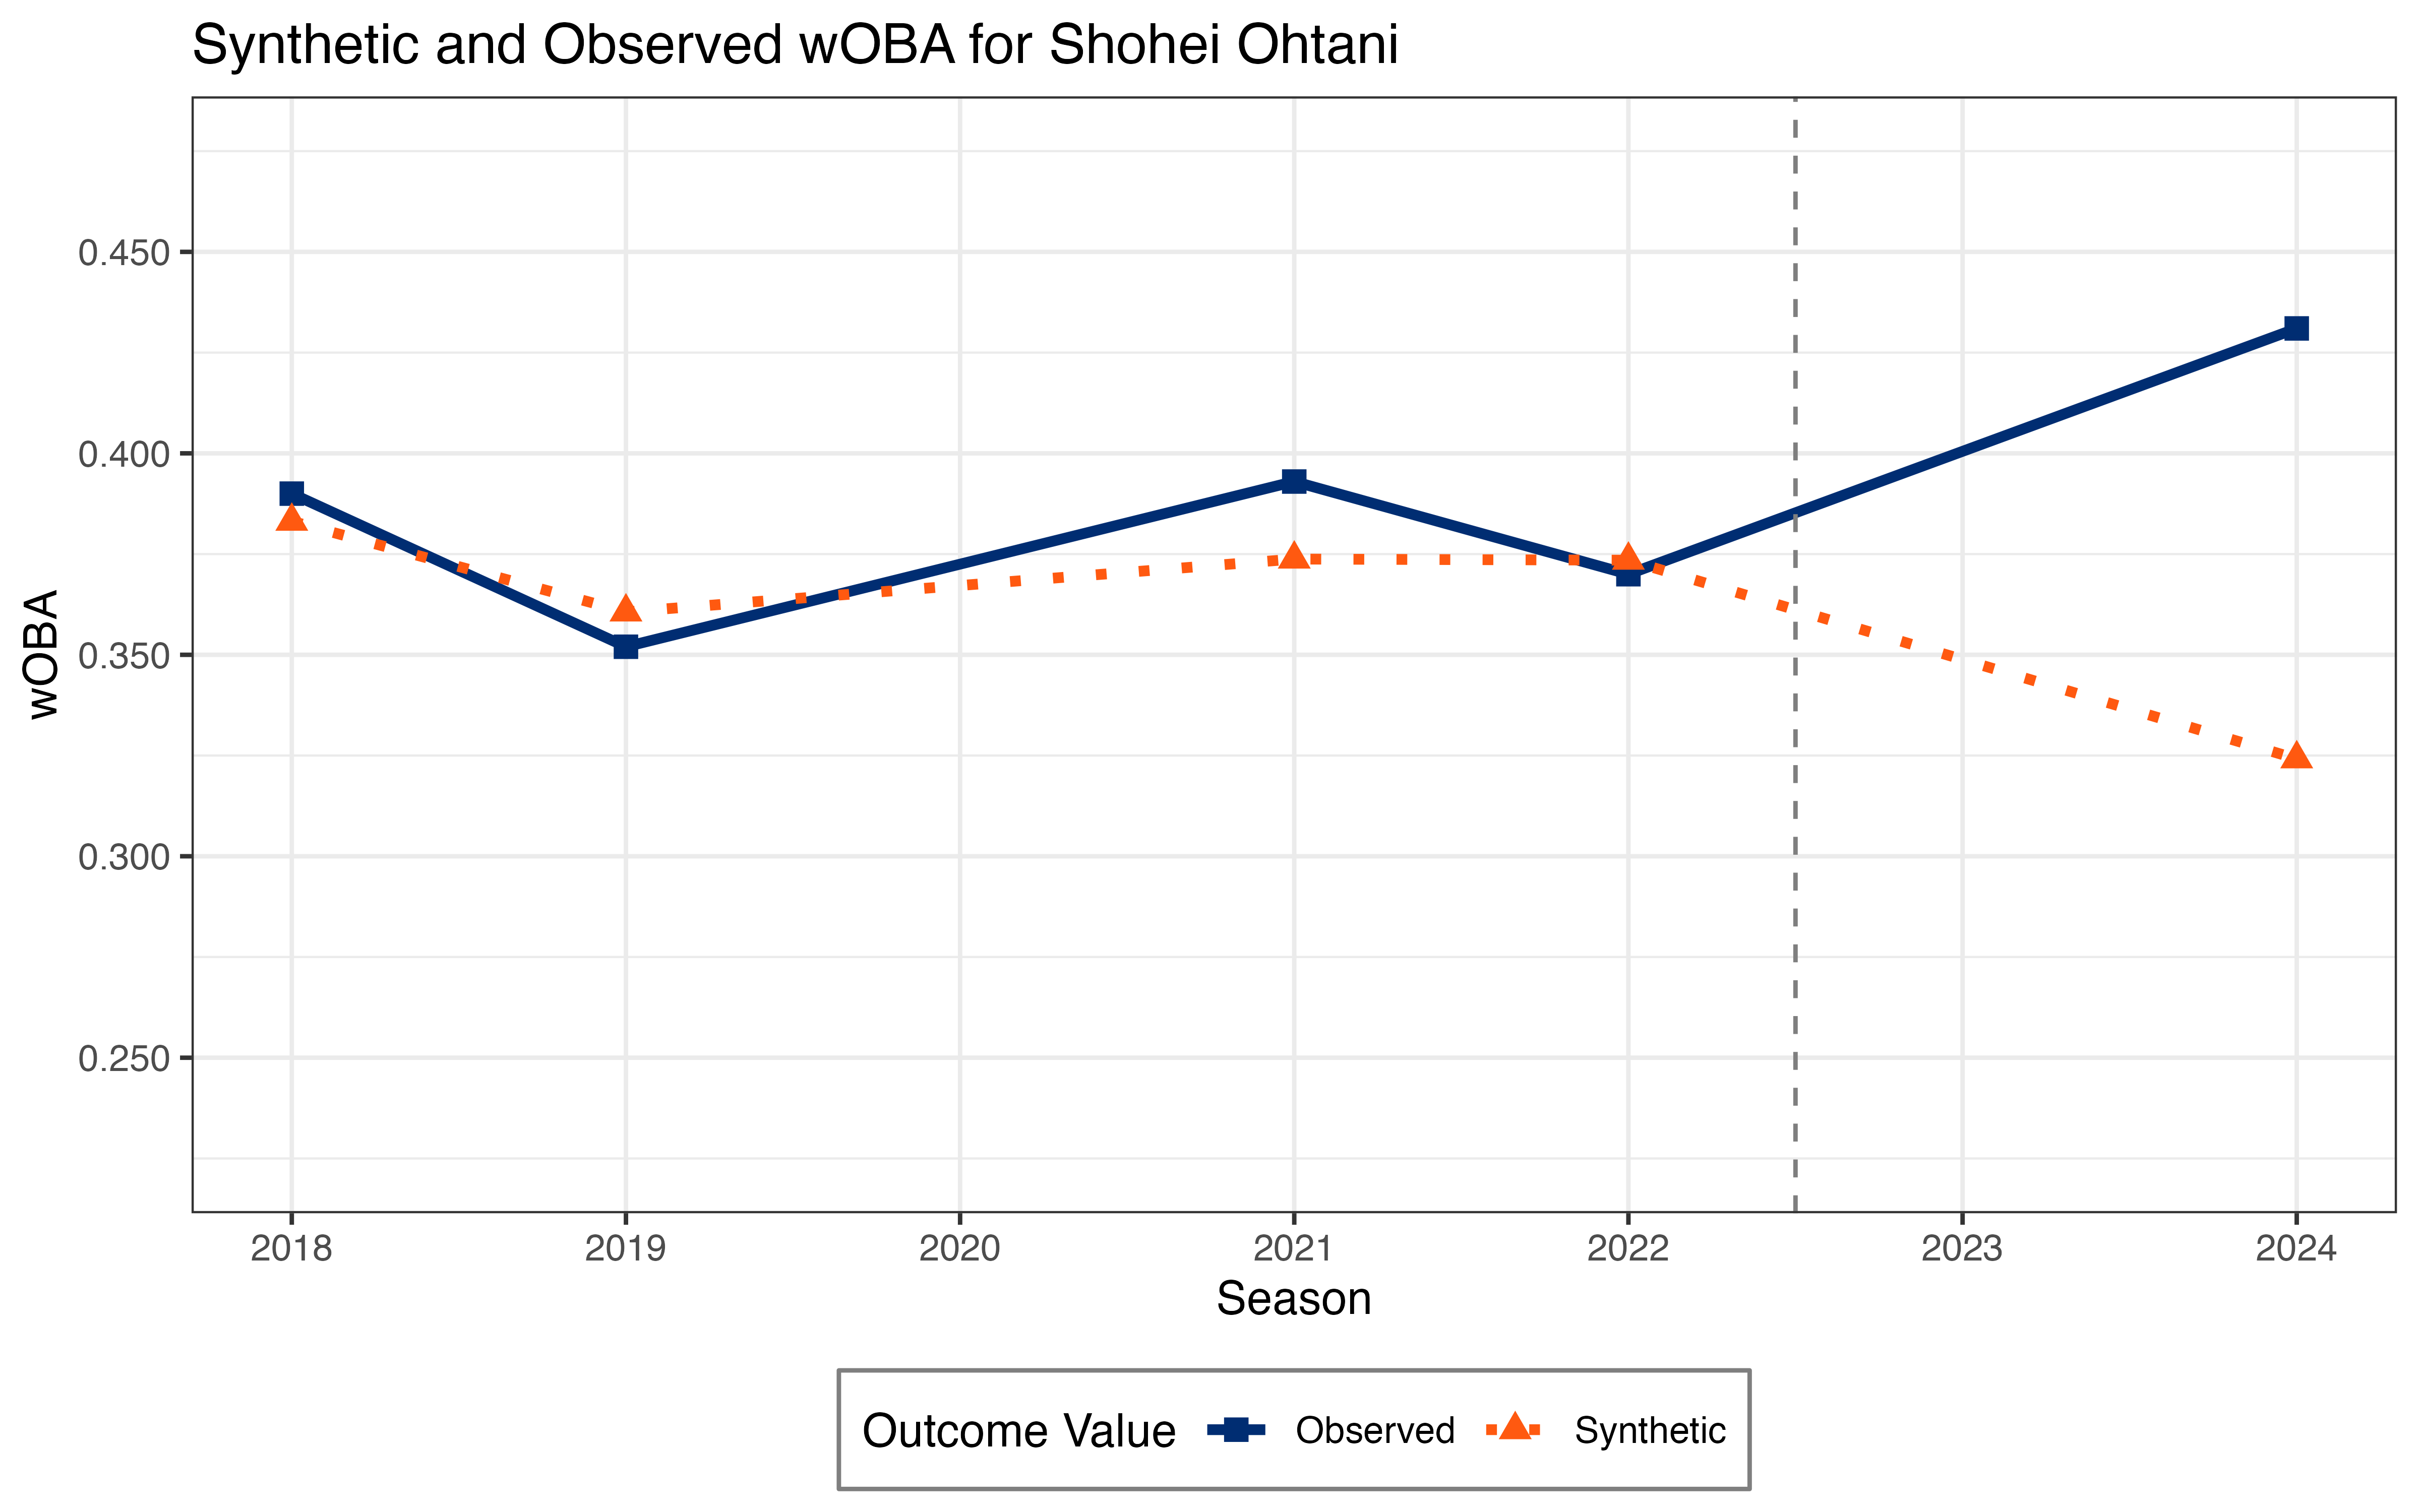 Synthetic and Observed wOBA for Shohei Ohtani
wOBA
0.450
0.400
0.350
0.300
0.250
2018 2019 2020 2021 2022 2023 2024
Season
Outcome Value Observed Synthetic